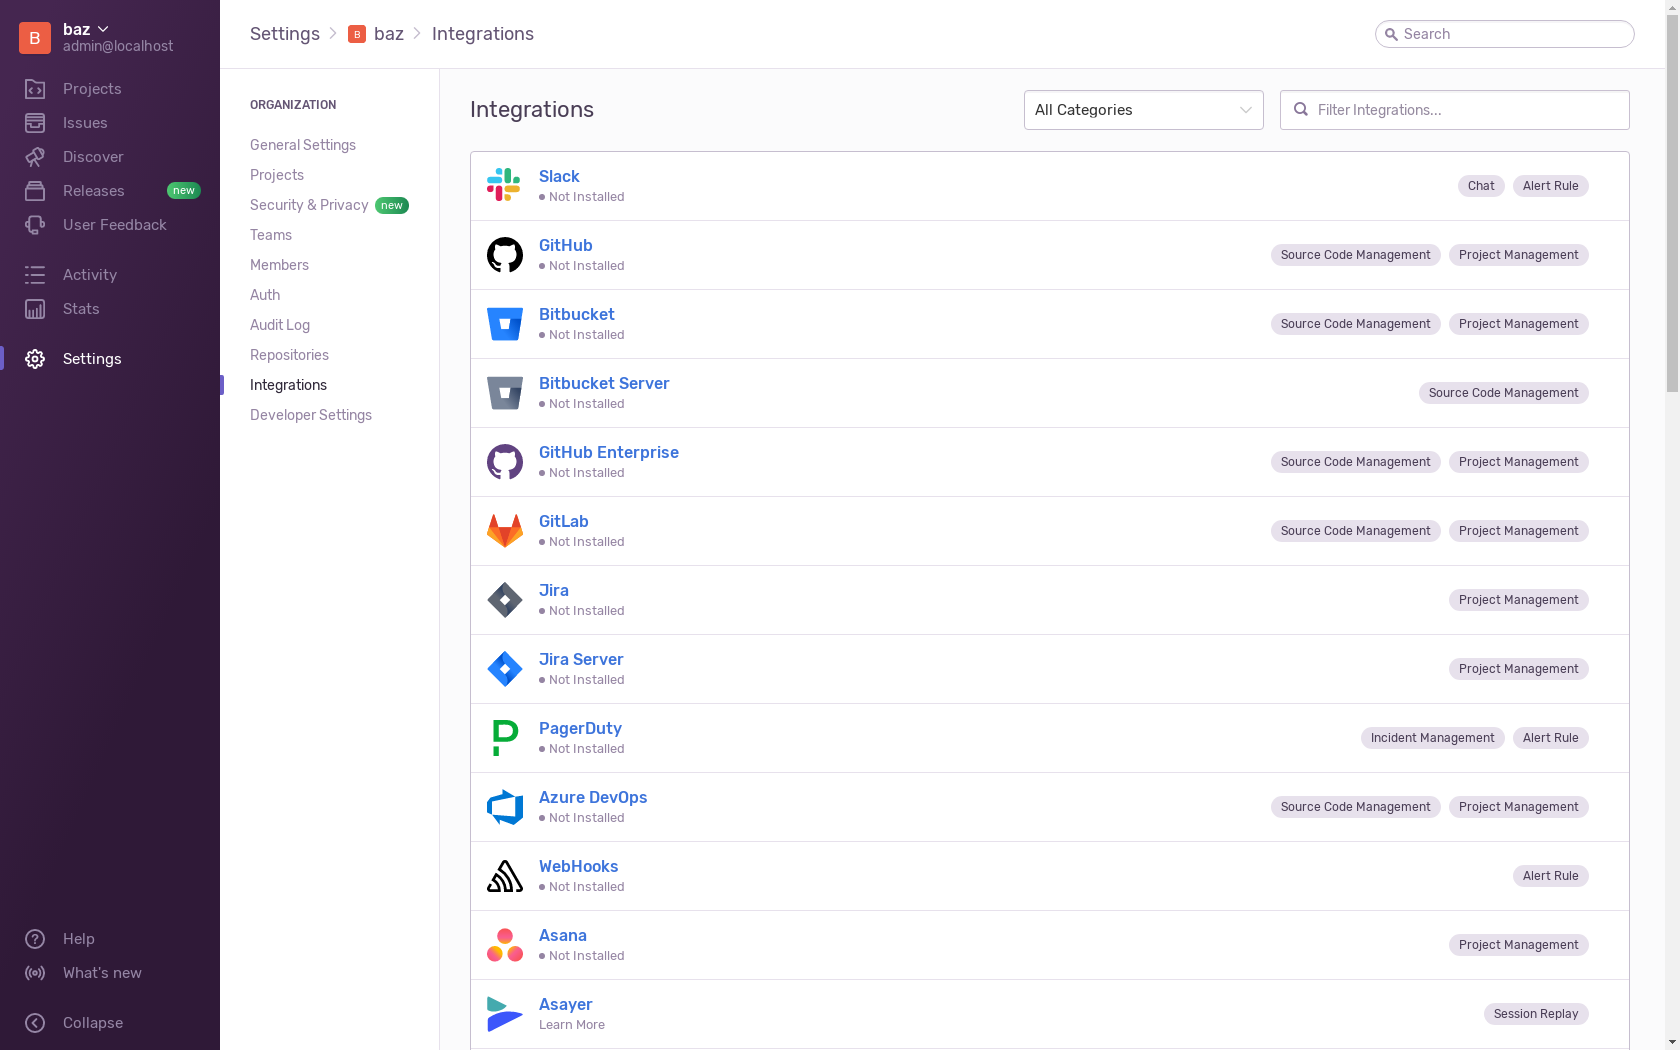 B
baz
admin@localhost
Projects
Issues
Discover
Releases new
User Feedback
Activity
Stats
Settings
Help
What's new
Collapse
Settings B baz Integrations
Search
ORGANIZATION
General Settings
Projects
Security & Privacy new
Teams
Members
Auth
Audit Log
Repositories
Integrations
Developer Settings
Integrations
All Categories
Filter Integrations...
Slack
Not Installed
Chat Alert Rule
GitHub
Not Installed
Source Code Management Project Management
Bitbucket
Not Installed
Source Code Management Project Management
Bitbucket Server
Not Installed
Source Code Management
GitHub Enterprise
Not Installed
Source Code Management Project Management
GitLab
Not Installed
Source Code Management Project Management
Jira
Not Installed
Project Management
Jira Server
Not Installed
Project Management
PagerDuty
Not Installed
Incident Management Alert Rule
Azure DevOps
Not Installed
Source Code Management Project Management
WebHooks
Not Installed
Alert Rule
Asana
Not Installed
Project Management
Asayer
Learn More
Session Replay